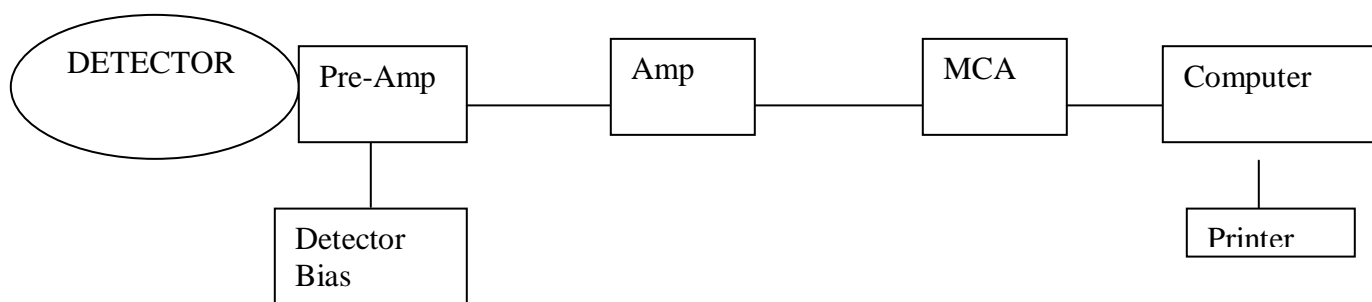 DETECTOR
Pre-Amp
Amp
MCA
Computer
Detector
Bias
Printer